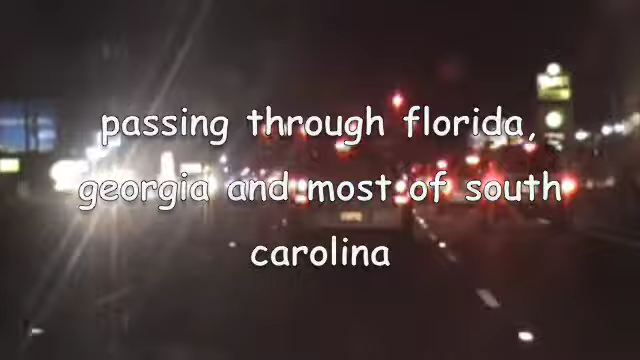 passing through florida,
georgia and most of south
carolina